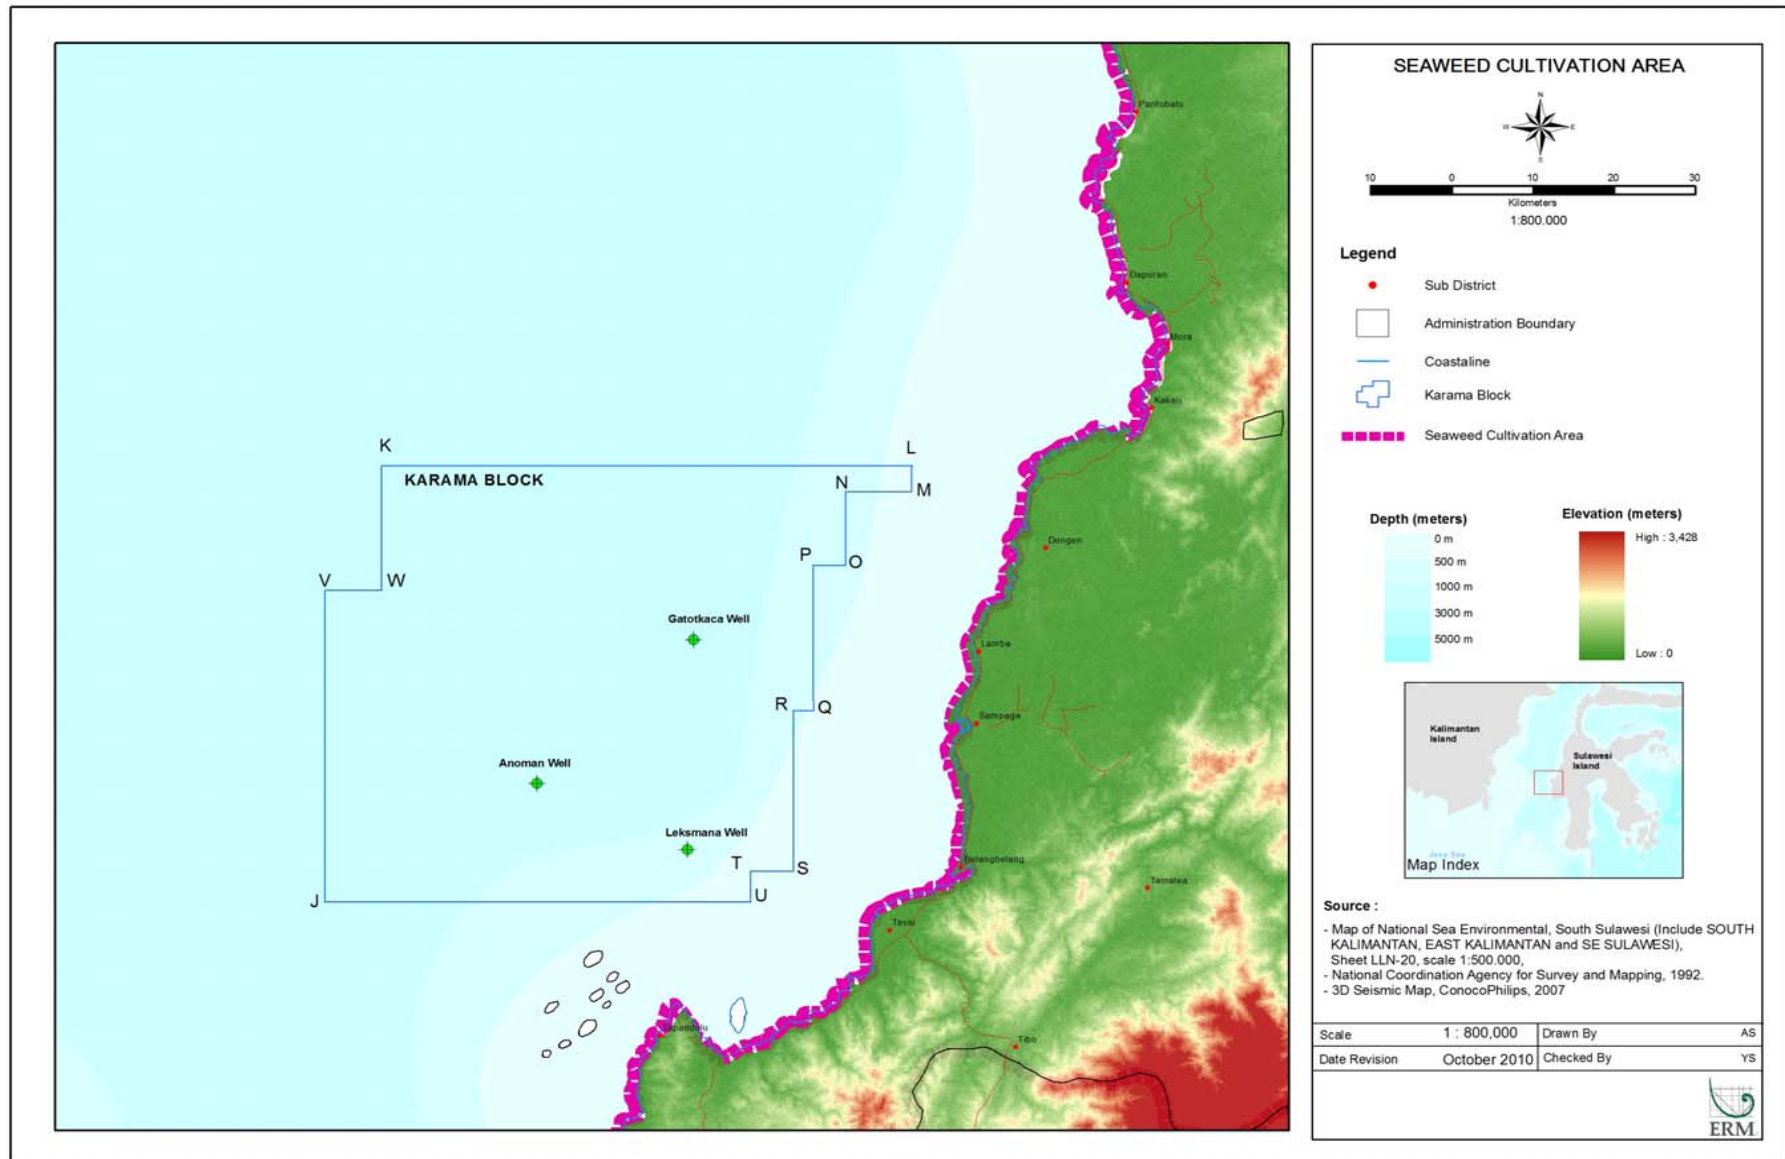 Pantobatu
Dapuran
Mora
Kakali
K
L
KARAMA BLOCK
N
M
Dongen
P
O
V
W
Gatotkaca Well
Lamba
R
Q
Sampaga
Anoman Well
Leksmana Well
T
S
Belangbelang
Tamalea
J
U
Tibo
SEAWEED CULTIVATION AREA
N
W
E
S
10 0 10 20 30
Kilometers
1:800.000
Legend
Sub District
Administration Boundary
Coastaline
Karama Block
Seaweed Cultivation Area
Depth (meters)
0 m
500 m
1000 m
3000 m
5000 m
Elevation (meters)
High : 3,428
Low : 0
Kalimantan
Island
Sulawesi
Island
Java Sea
Map Index
Source :
- Map of National Sea Environmental, South Sulawesi (Include SOUTH
KALIMANTAN, EAST KALIMANTAN and SE SULAWESI),
Sheet LLN-20, scale 1:500.000,
- National Coordination Agency for Survey and Mapping, 1992.
- 3D Seismic Map, ConocoPhilips, 2007
Scale 1 : 800,000 Drawn By AS
Date Revision October 2010 Checked By YS
ERM